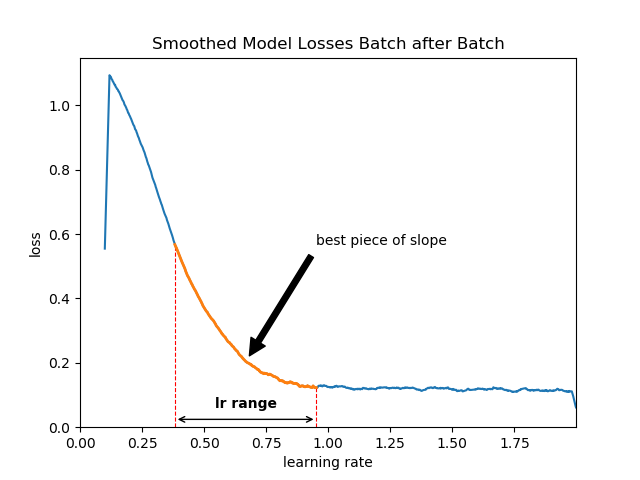 Smoothed Model Losses Batch after Batch
1.0
0.8
0.6
0.4
0.2
0.0
loss
best piece of slope
lr range
0.00 0.25 0.50 0.75 1.00 1.25 1.50 1.75
learning rate